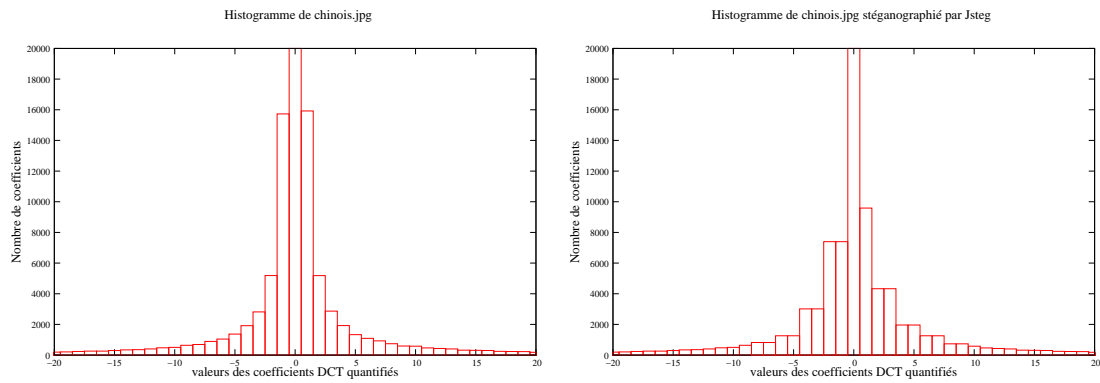 Histogramme de chinois.jpg
20000
18000
16000
14000
12000
10000
8000
6000
4000
2000
0
Nombre de coefficients
−20 −15 −10 −5 0 5 10 15 20
valeurs des coefficients DCT quantifiés
Histogramme de chinois.jpg stéganographié par Jsteg
20000
18000
16000
14000
12000
10000
8000
6000
4000
2000
0
Nombre de coefficients
−20 −15 −10 −5 0 5 10 15 20
valeurs des coefficients DCT quantifiés